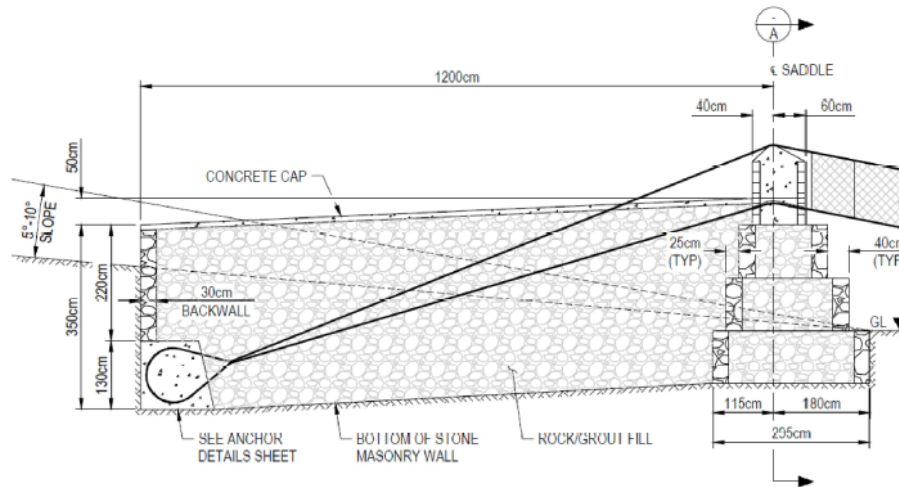 -
A
1200cm
℄ SADDLE
40cm
60cm
50cm
CONCRETE CAP
5°-10°
SLOPE
25cm
(TYP)
40cm
(TYP)
220cm
350cm
30cm
BACKWALL
GL
130cm
115cm
180cm
295cm
SEE ANCHOR
DETAILS SHEET
BOTTOM OF STONE
MASONRY WALL
ROCK/GROUT FILL